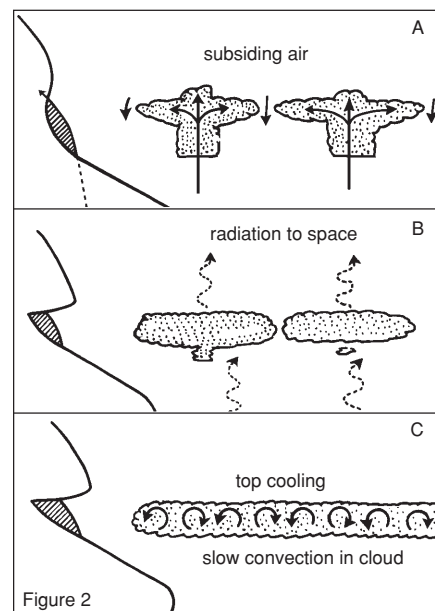 A
subsiding air
B
radiation to space
C
top cooling
slow convection in cloud
Figure 2